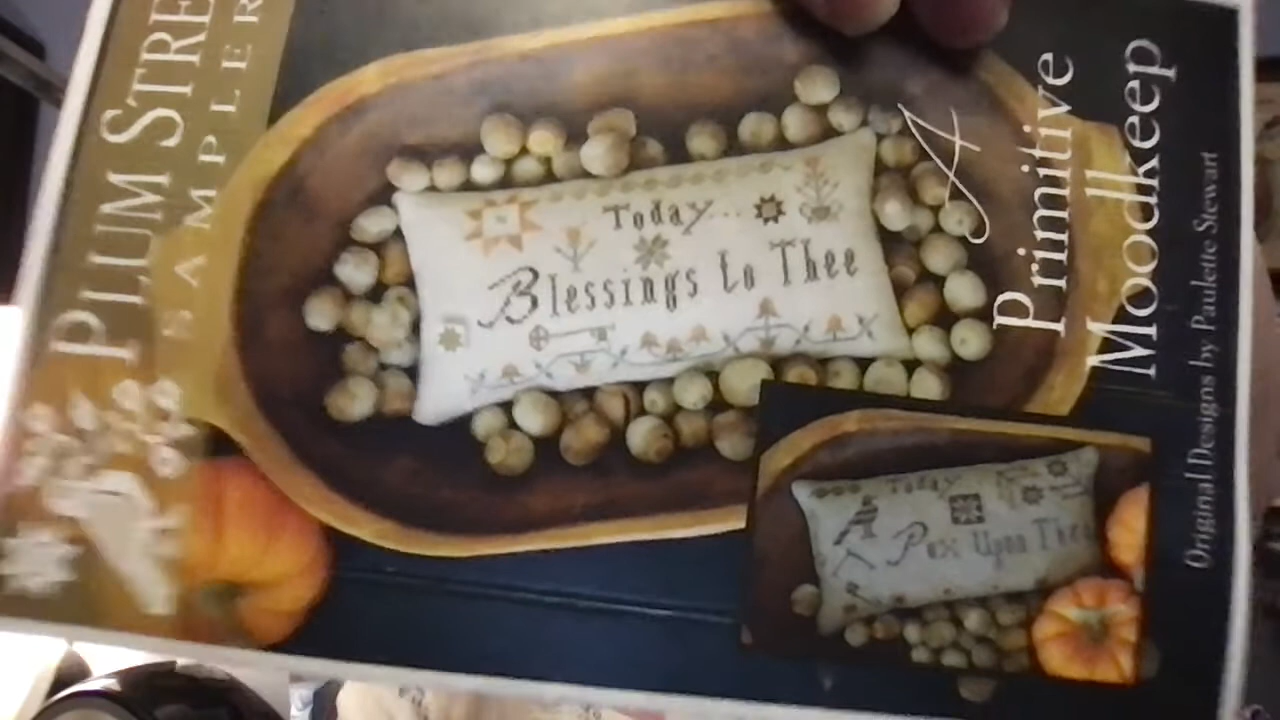 PLUM STRE
SAMPLER
Today...
Blessings to Thee
A
Primitive
Moodkeep
Original Designs by Paulette Stewart
Today
A Pox Upon Thee